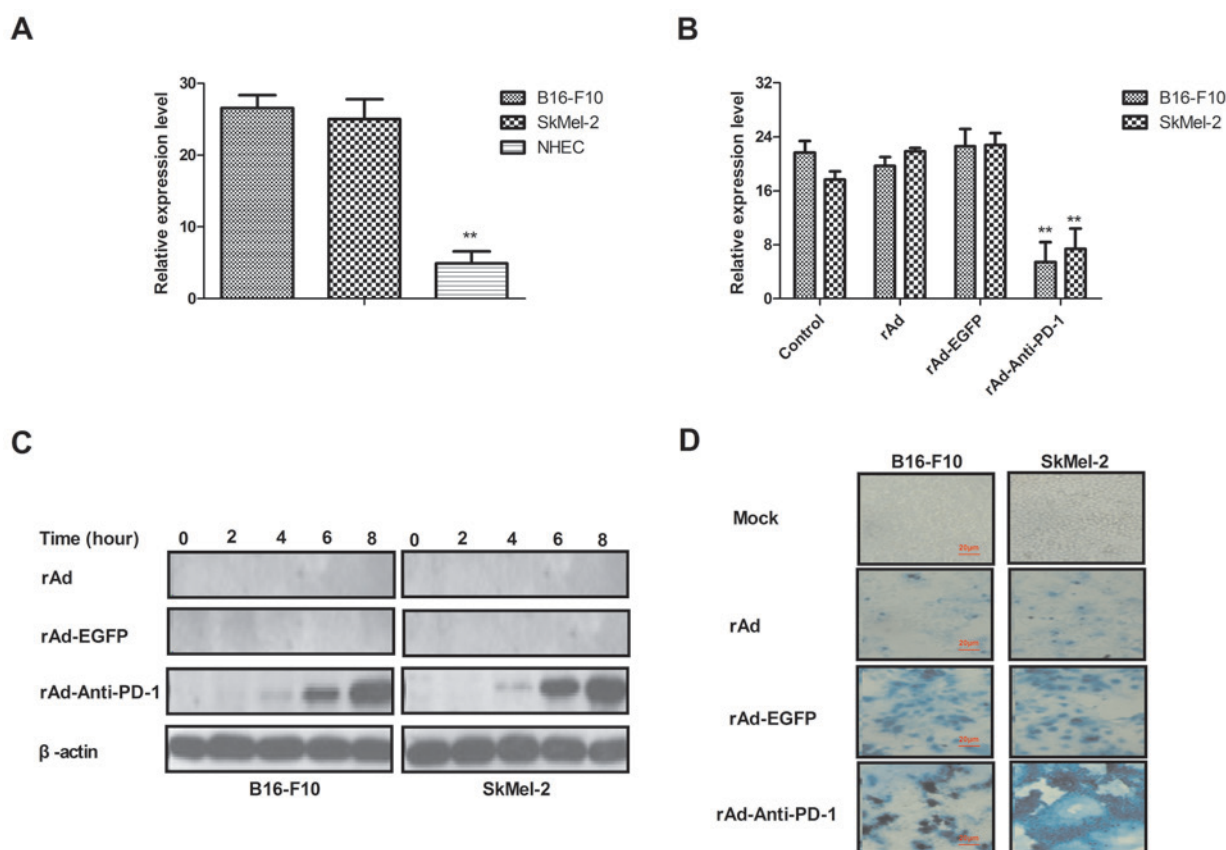 A
Relative expression level
30
20
10
0
**
B16-F10
SkMel-2
NHEC
B
Relative expression level
32
24
16
8
0
** **
B16-F10
SkMel-2
Control
rAd
rAd-EGFP
rAd-Anti-PD-1
C
Time (hour) 0 2 4 6 8 0 2 4 6 8
rAd
rAd-EGFP
rAd-Anti-PD-1
β -actin
B16-F10 SkMel-2
D
B16-F10 SkMel-2
Mock
20μm
rAd
20μm
rAd-EGFP
20μm
rAd-Anti-PD-1
20μm